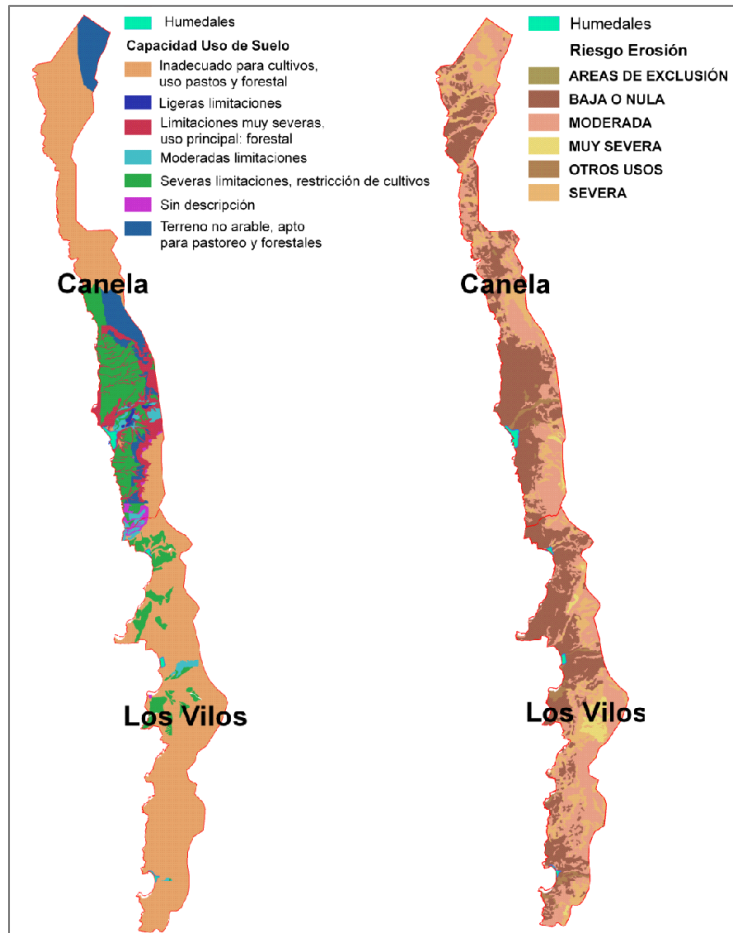 Humedales
Capacidad Uso de Suelo
Inadecuado para cultivos,
uso pastos y forestal
Ligeras limitaciones
Limitaciones muy severas,
uso principal: forestal
Moderadas limitaciones
Severas limitaciones, restricción de cultivos
Sin descripción
Terreno no arable, apto
para pastoreo y forestales
Canela
Los Vilos
Humedales
Riesgo Erosión
AREAS DE EXCLUSIÓN
BAJA O NULA
MODERADA
MUY SEVERA
OTROS USOS
SEVERA
Canela
Los Vilos